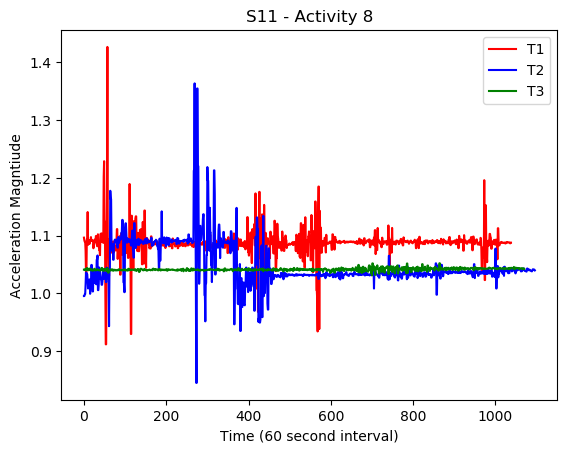 S11 - Activity 8
Acceleration Magntiude
1.4
1.3
1.2
1.1
1.0
0.9
T1
T2
T3
0
200
400
600
800
1000
Time (60 second interval)